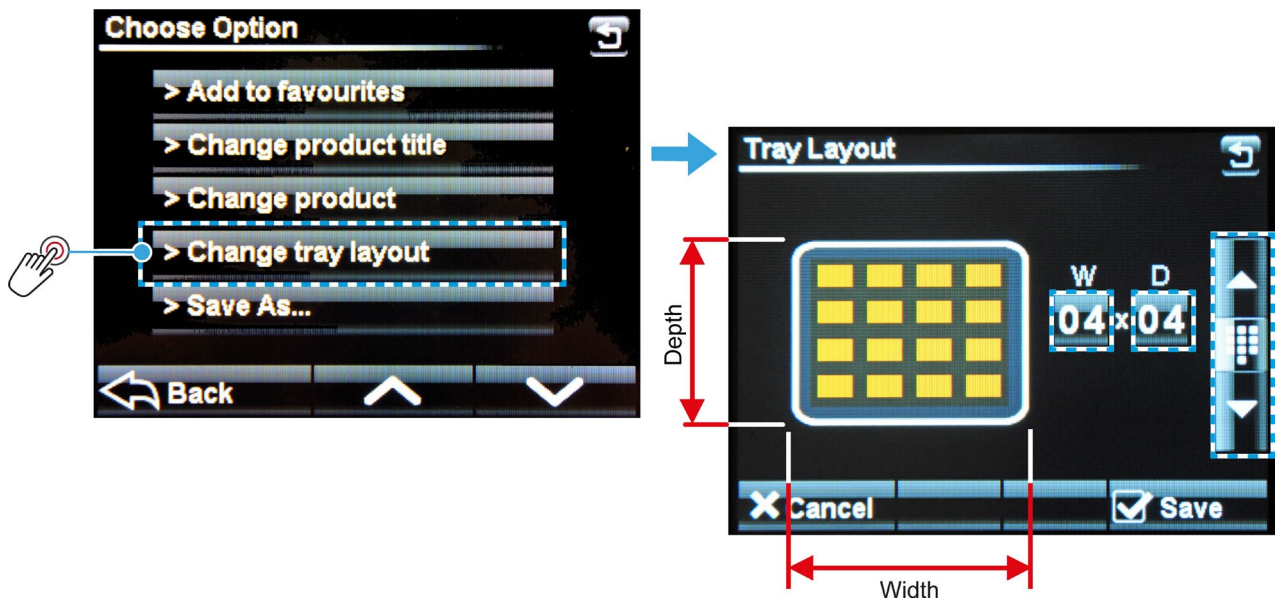 Choose Option
> Add to favourites
> Change product title
> Change product
> Change tray layout
> Save As...
Back
Tray Layout
W D
04 x 04
Depth
Cancel
Save
Width